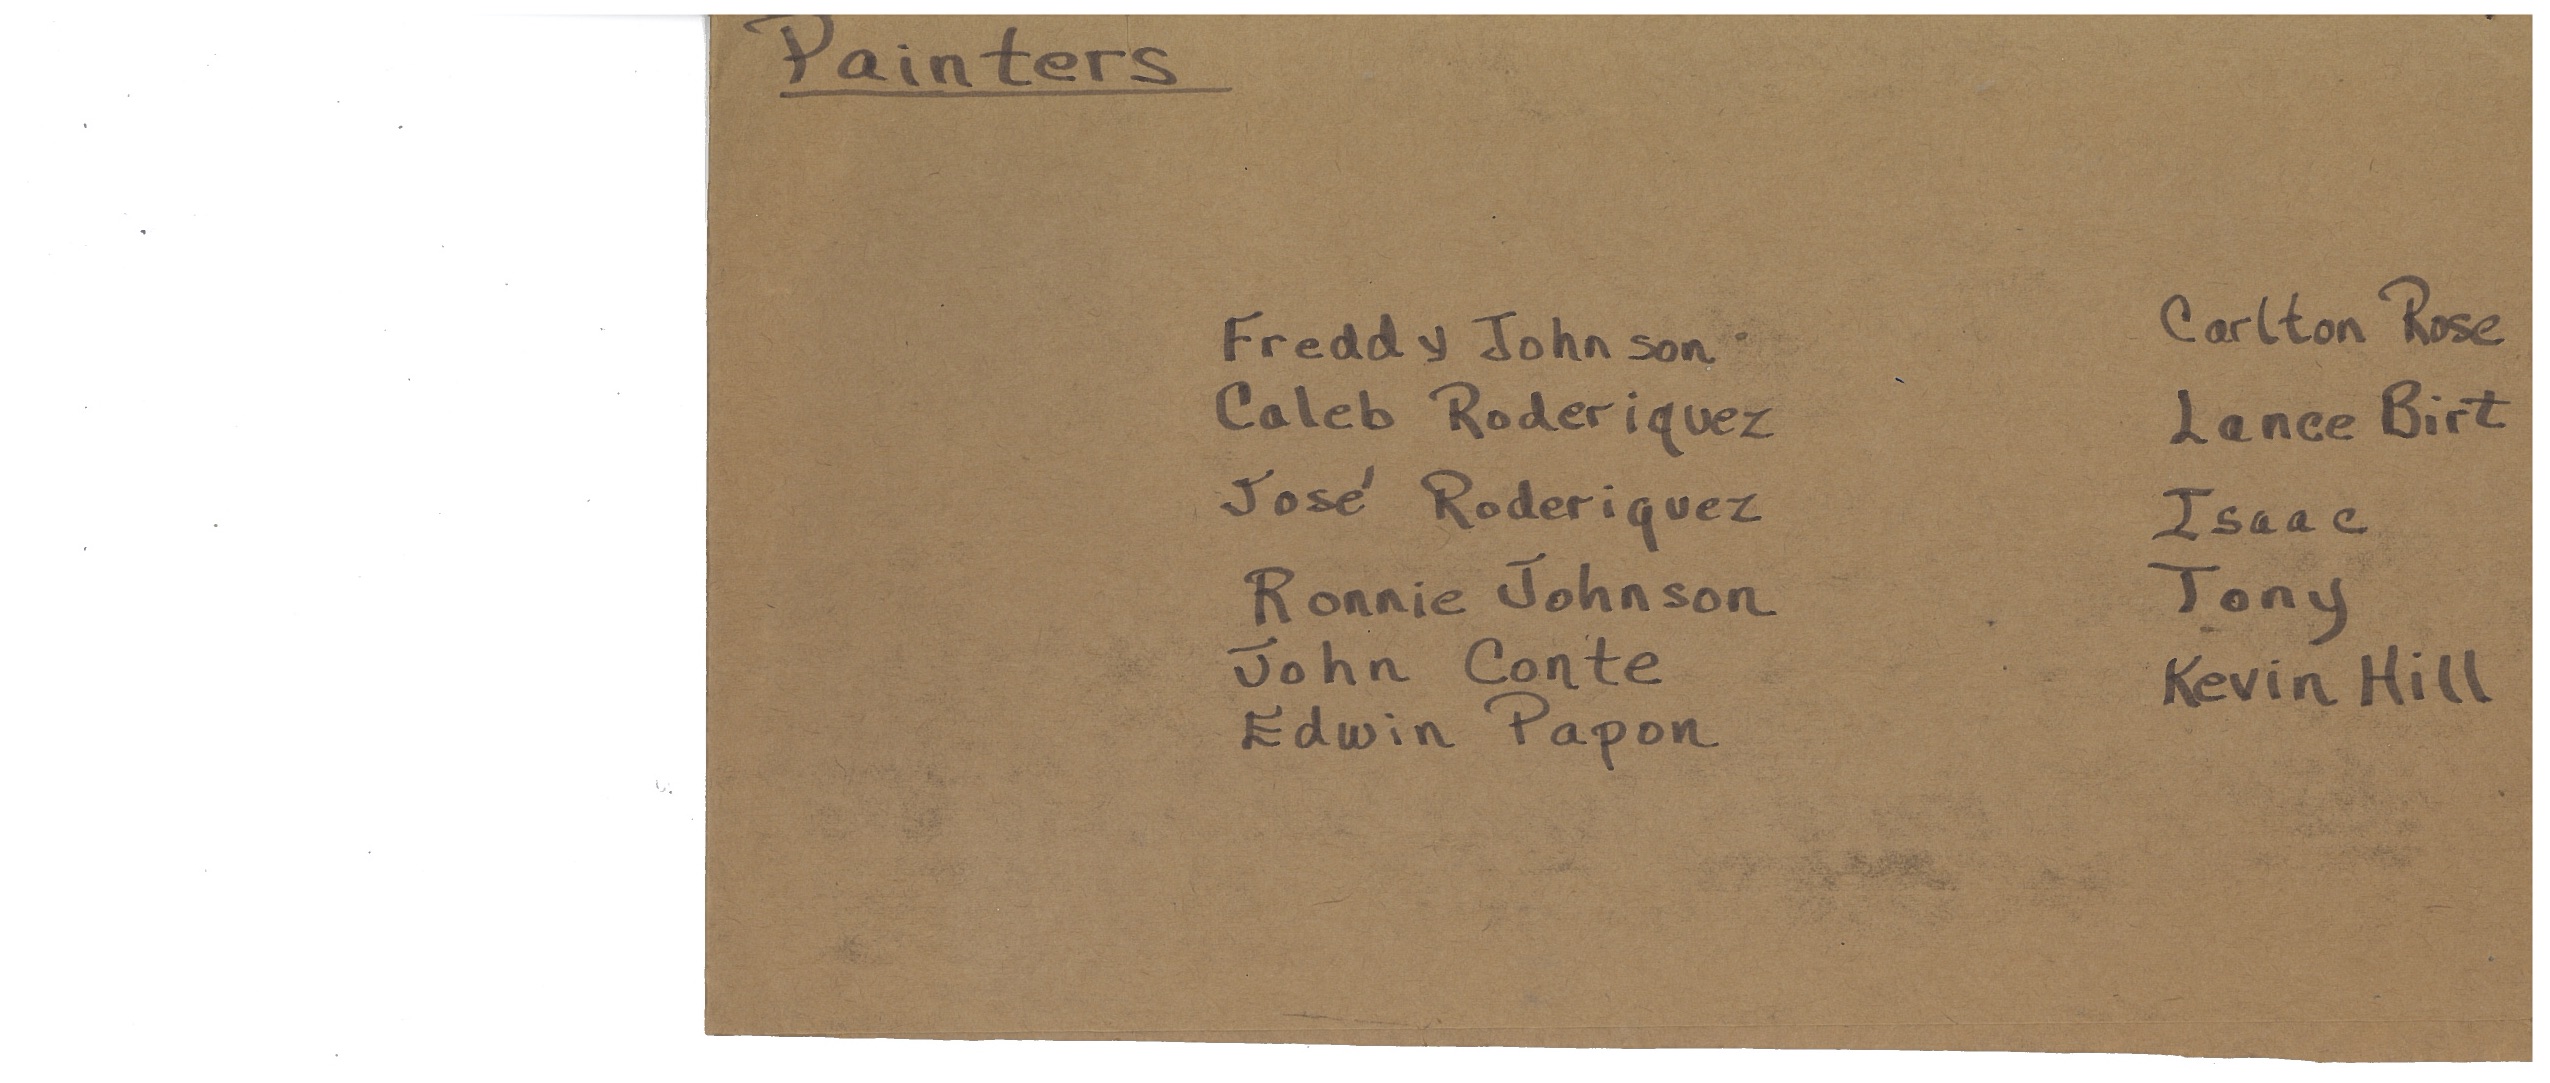 Painters
Freddy Johnson
Caleb Roderiquez
José Roderiquez
Ronnie Johnson
John Conte
Edwin Papon
Carlton Rose
Lance Birt
Isaac
Tony
Kevin Hill